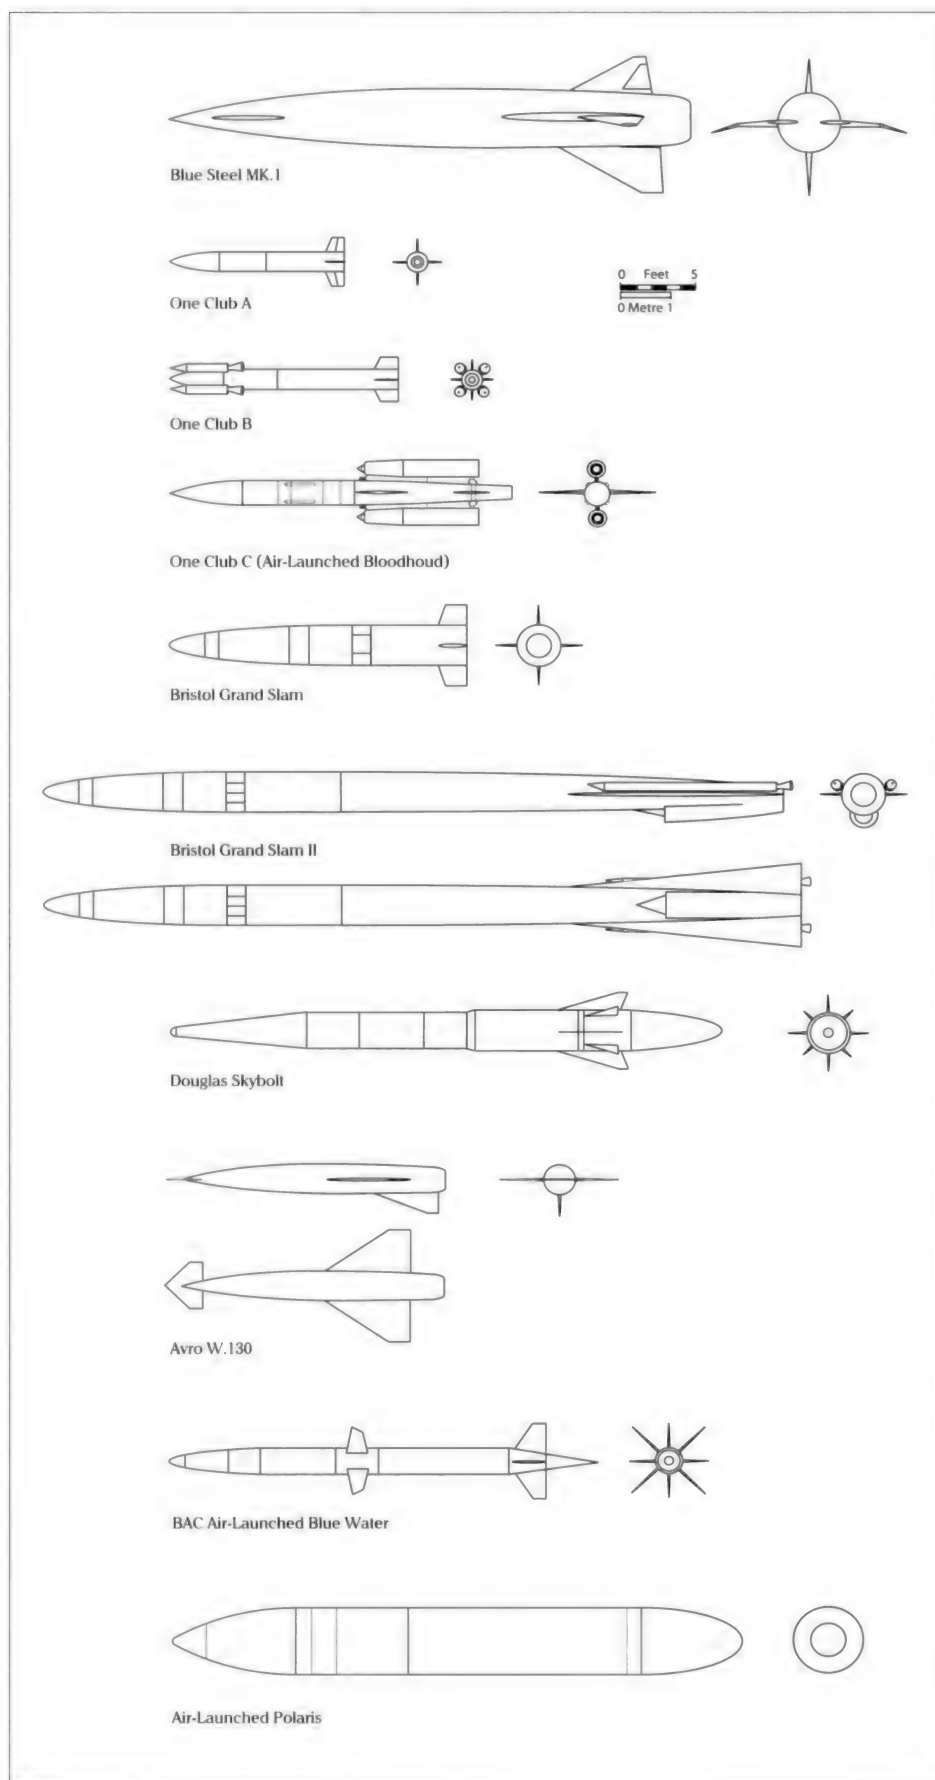 Blue Steel MK.1
One Club A
0 Feet 5
0 Metre 1
One Club B
One Club C (Air-Launched Bloodhoud)
Bristol Grand Slam
Bristol Grand Slam II
Douglas Skybolt
Avro W.130
BAC Air-Launched Blue Water
Air-Launched Polaris